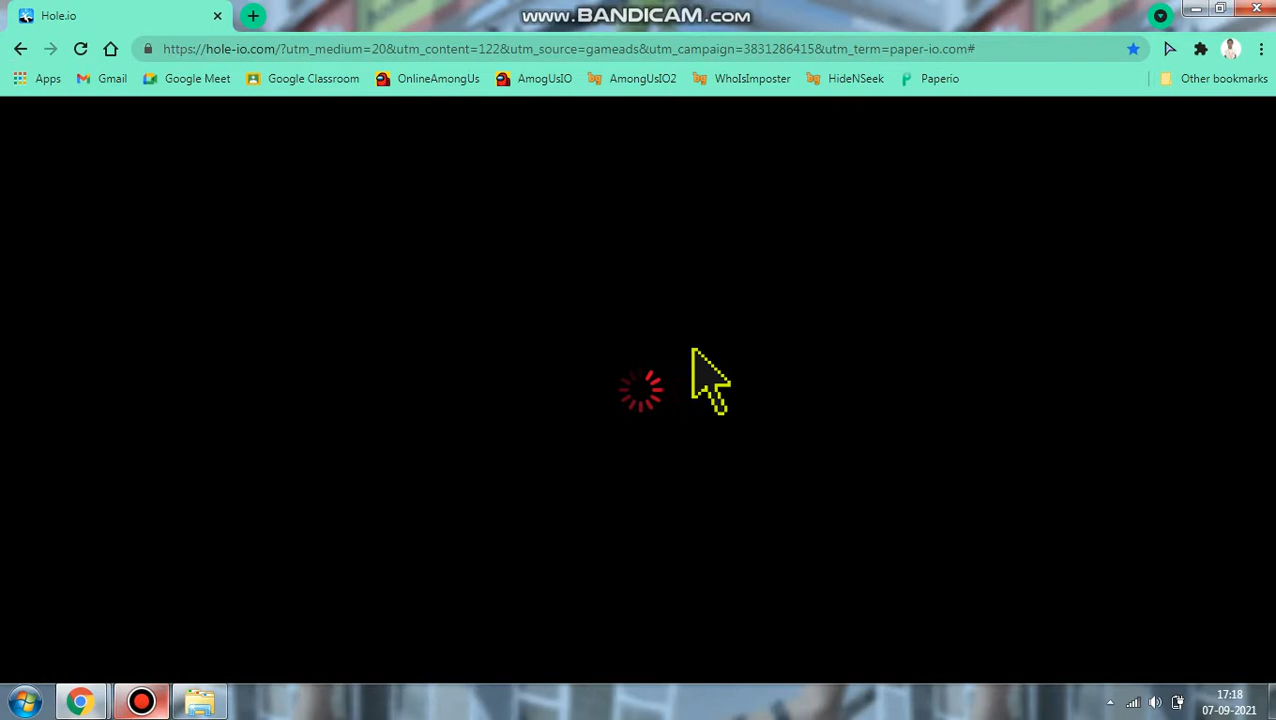 Hole.io
www.BANDICAM.com
https://hole-io.com/?utm_medium=20&utm_content=122&utm_source=gameads&utm_campaign=3831286415&utm_term=paper-io.com#
Apps Gmail Google Meet Google Classroom OnlineAmongUs AmogUsIO AmongUsIO2 WhoIsImposter HideNSeek Paperio Other bookmarks
17:18
07-09-2021